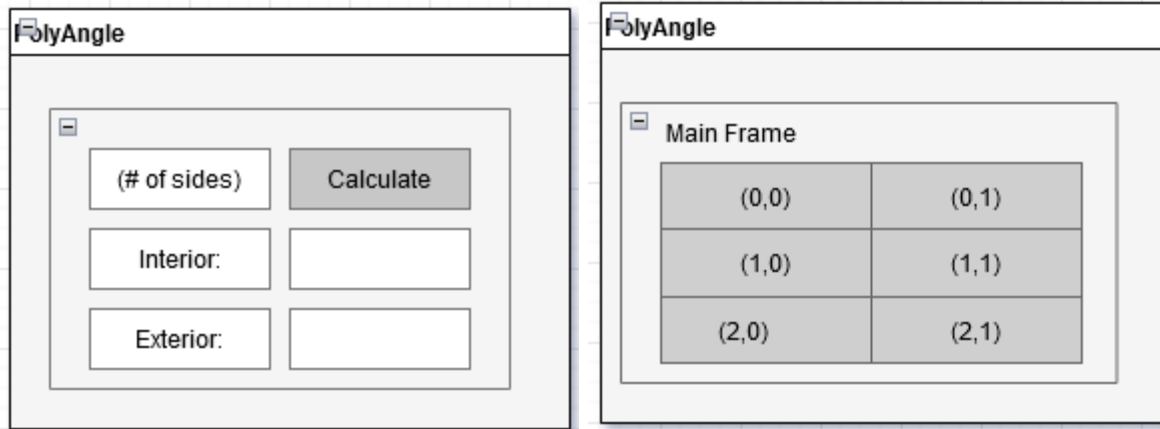 PolyAngle
(# of sides) Calculate
Interior:
Exterior:
PolyAngle
Main Frame
(0,0) (0,1)
(1,0) (1,1)
(2,0) (2,1)